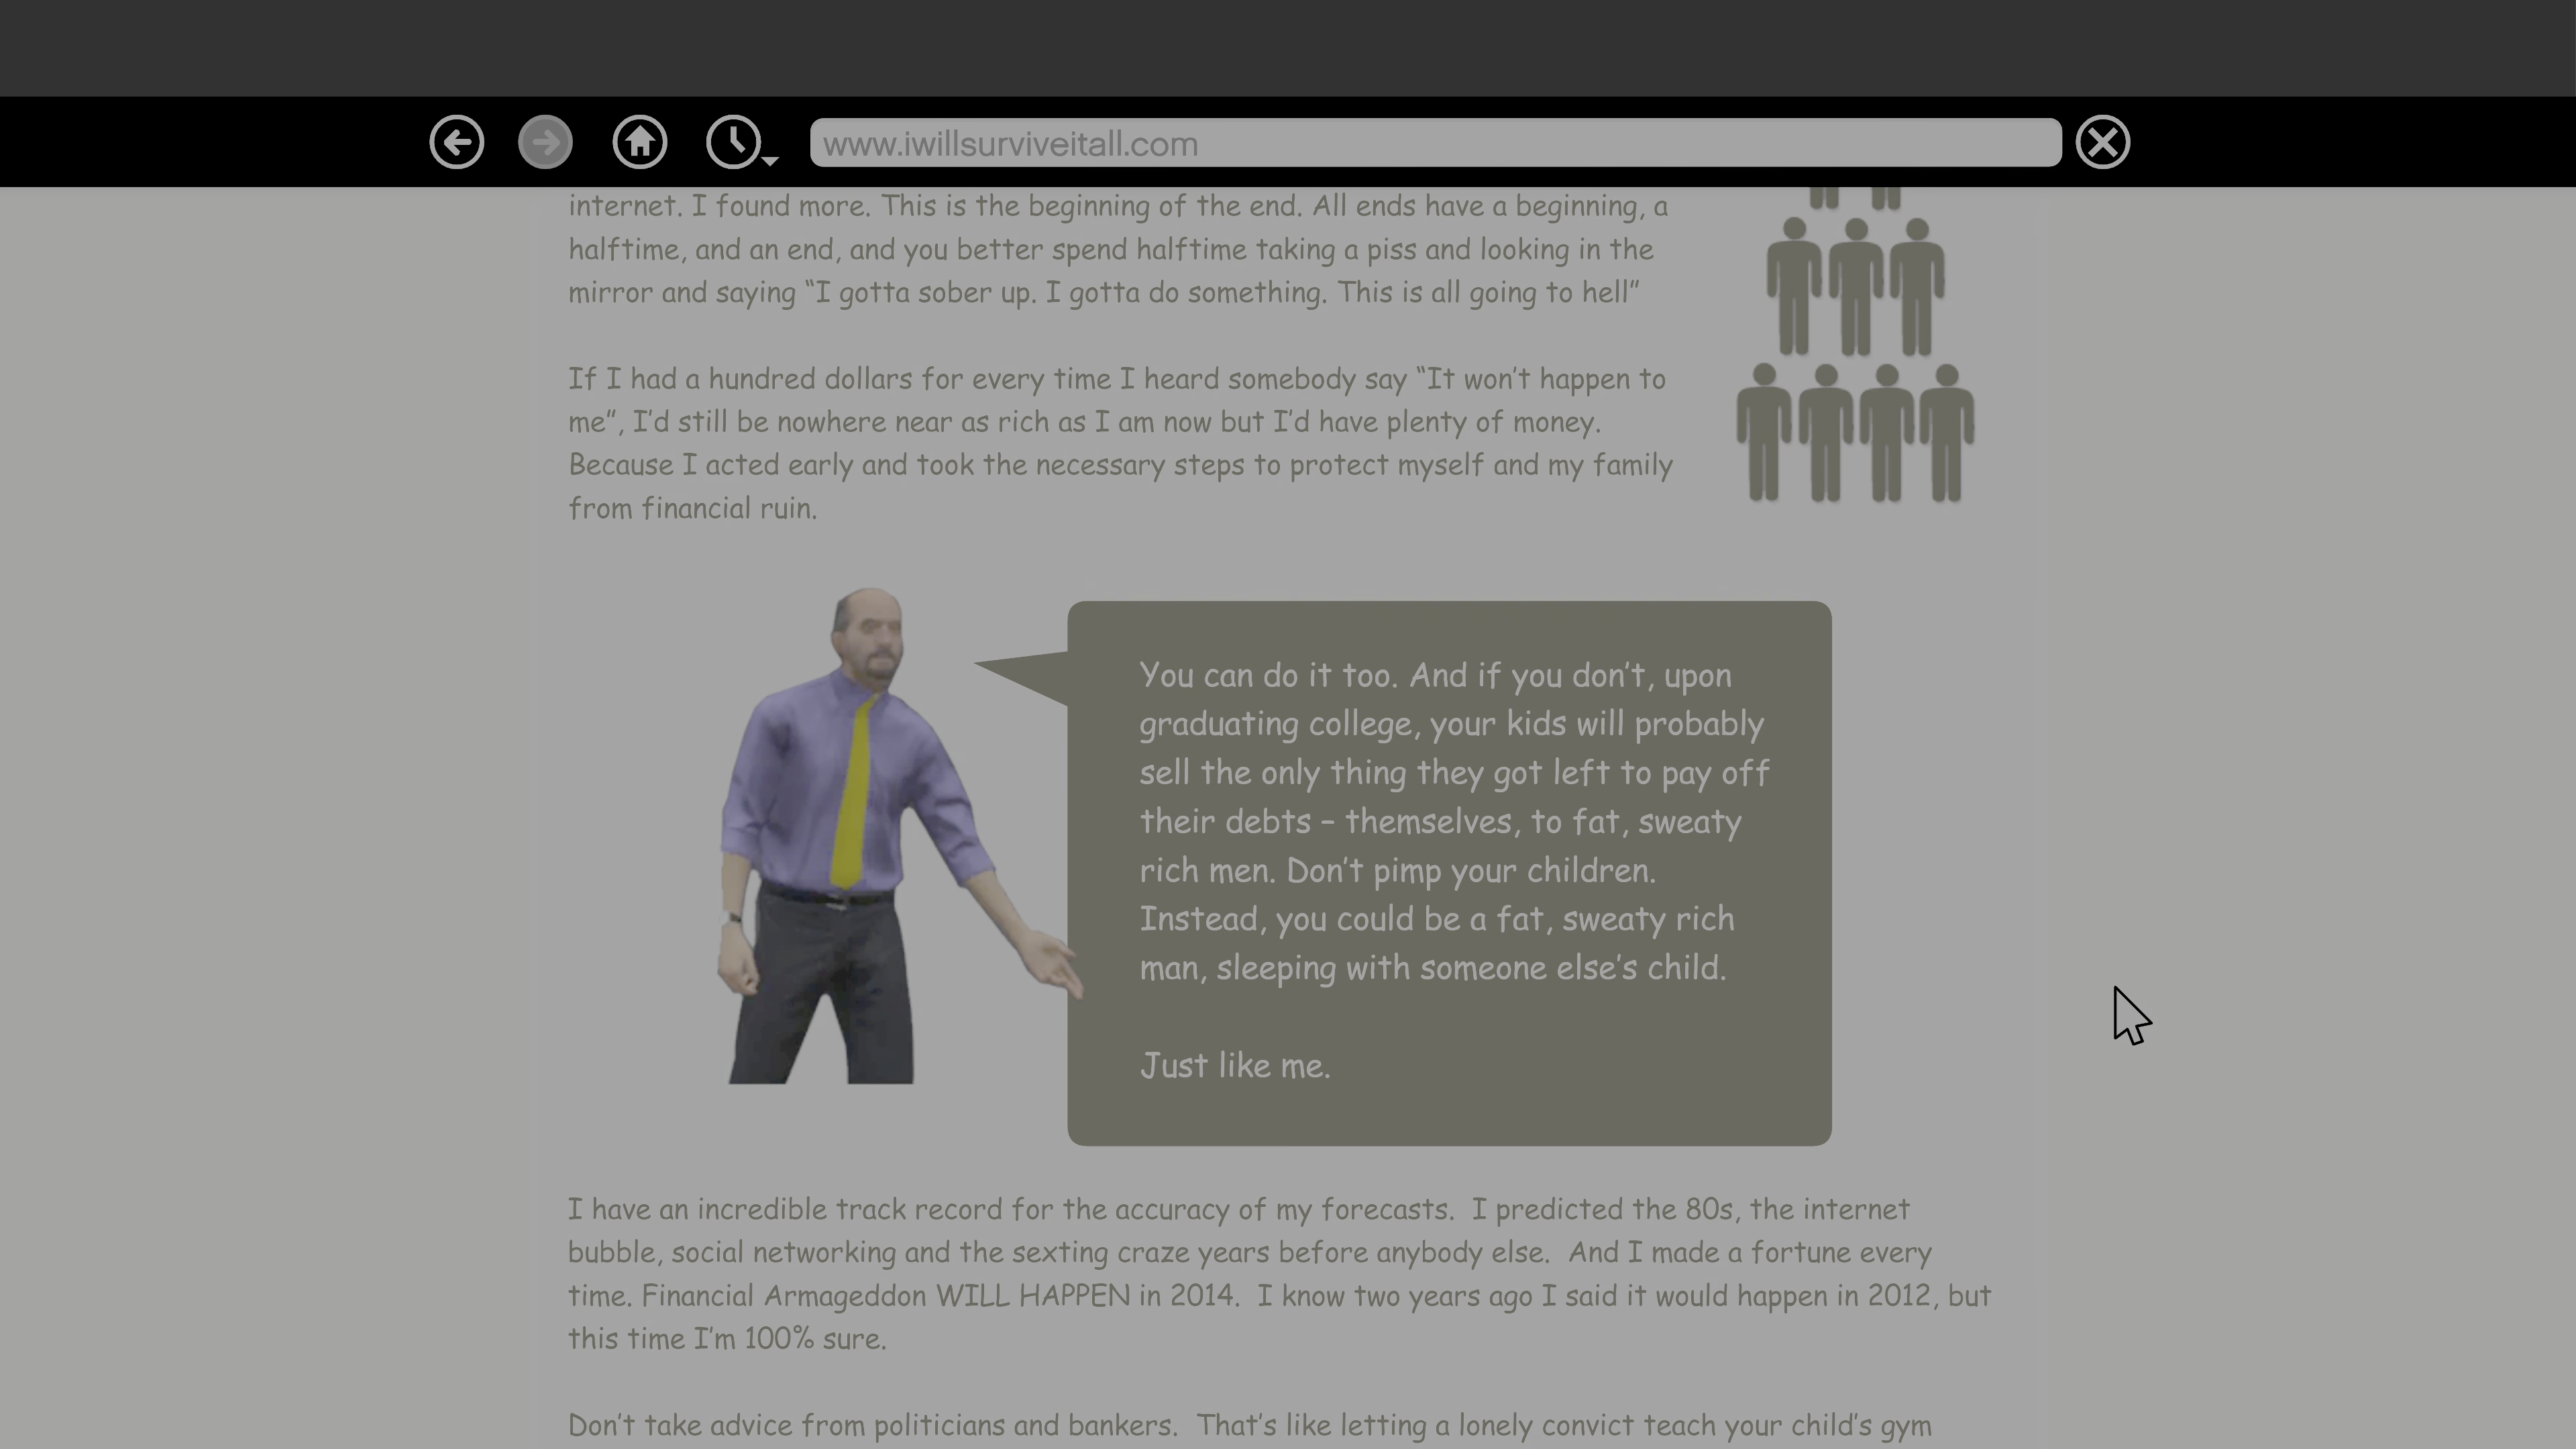 www.iwillsurviveitall.com
internet. I found more. This is the beginning of the end. All ends have a beginning, a
halftime, and an end, and you better spend halftime taking a piss and looking in the
mirror and saying “I gotta sober up. I gotta do something. This is all going to hell”
If I had a hundred dollars for every time I heard somebody say “It won’t happen to
me”, I’d still be nowhere near as rich as I am now but I’d have plenty of money.
Because I acted early and took the necessary steps to protect myself and my family
from financial ruin.
You can do it too. And if you don’t, upon
graduating college, your kids will probably
sell the only thing they got left to pay off
their debts – themselves, to fat, sweaty
rich men. Don’t pimp your children.
Instead, you could be a fat, sweaty rich
man, sleeping with someone else’s child.
Just like me.
I have an incredible track record for the accuracy of my forecasts.  I predicted the 80s, the internet
bubble, social networking and the sexting craze years before anybody else.  And I made a fortune every
time. Financial Armageddon WILL HAPPEN in 2014.  I know two years ago I said it would happen in 2012, but
this time I’m 100% sure.
Don’t take advice from politicians and bankers.  That’s like letting a lonely convict teach your child’s gym